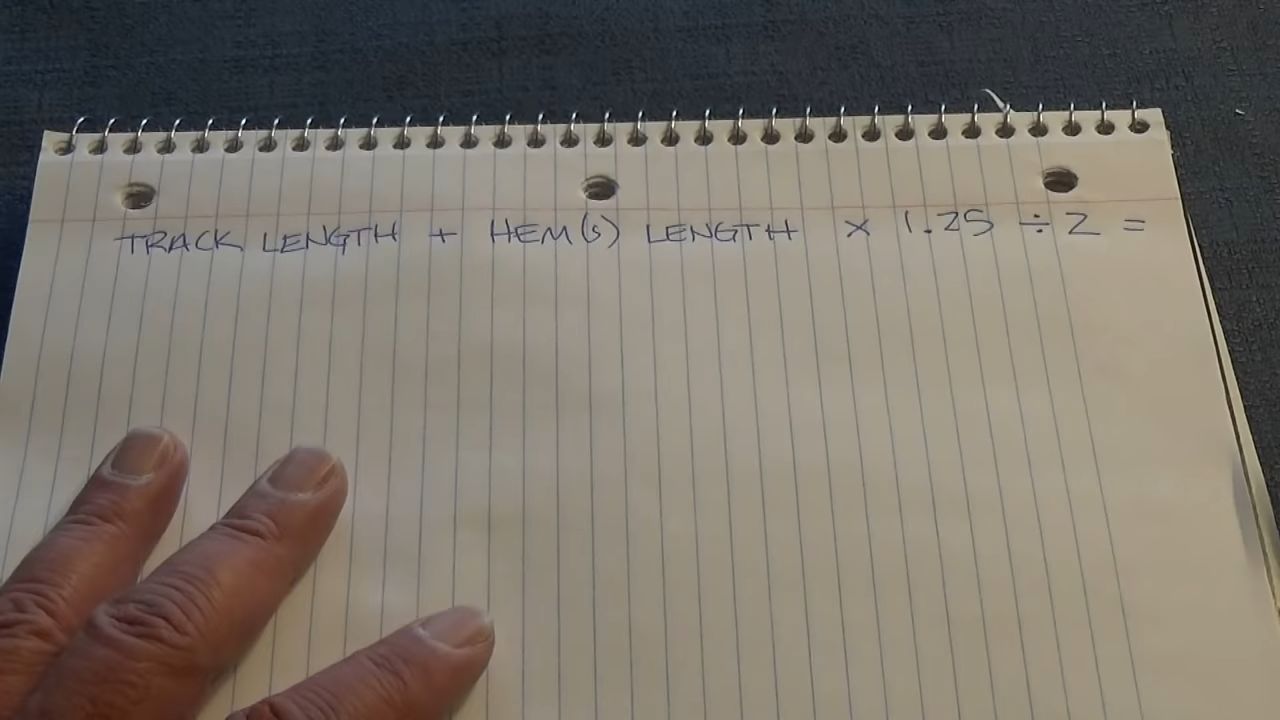 TRACK LENGTH + HEM(s) LENGTH × 1.25 ÷ 2 =